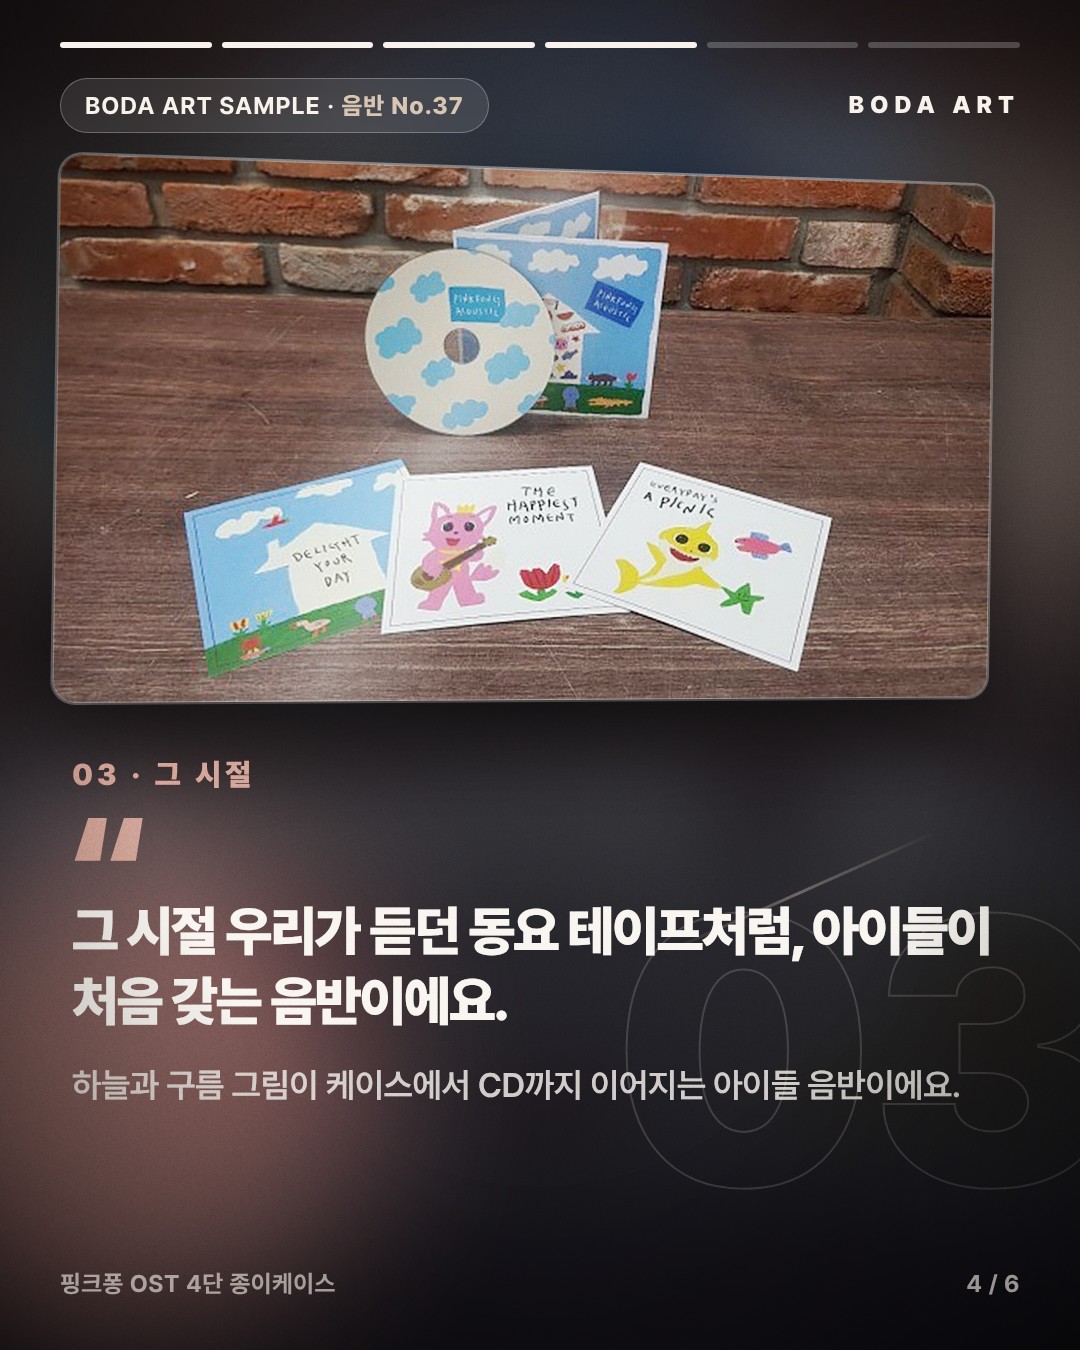 BODA ART SAMPLE · 음반 No.37
BODA ART
PINKFONG
ACOUSTIC
PINKFONG
ACOUSTIC
DELIGHT
YOUR
DAY
THE
HAPPIEST
MOMENT
EVERYDAY'S
A PICNIC
03 · 그 시절
“
그 시절 우리가 듣던 동요 테이프처럼, 아이들이
처음 갖는 음반이에요.
하늘과 구름 그림이 케이스에서 CD까지 이어지는 아이들 음반이에요.
03
핑크퐁 OST 4단 종이케이스
4 / 6